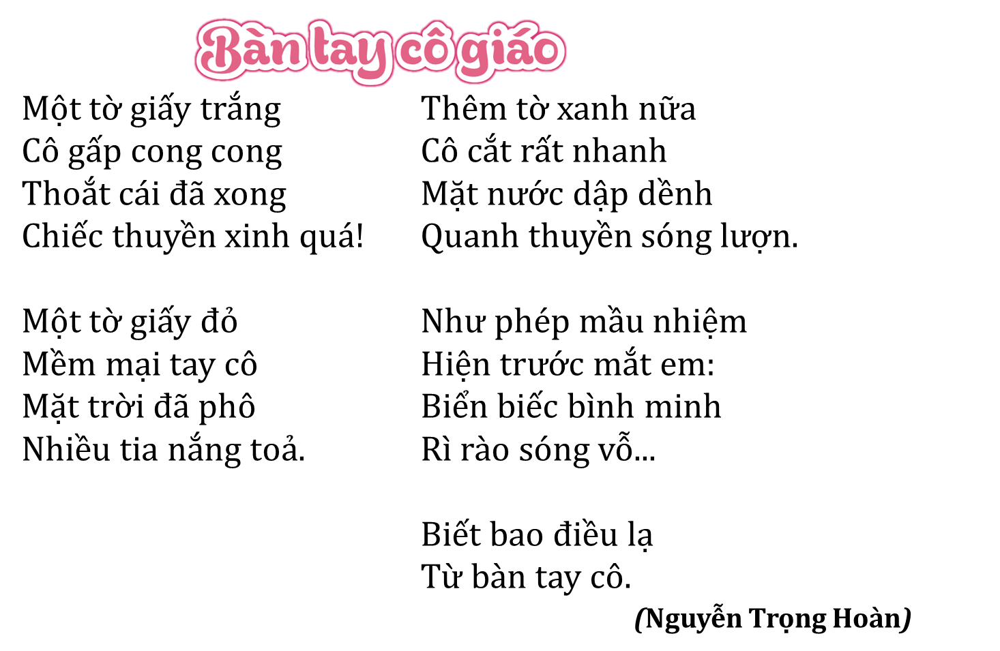 Bàn tay cô giáo
Một tờ giấy trắng
Cô gấp cong cong
Thoắt cái đã xong
Chiếc thuyền xinh quá!
Một tờ giấy đỏ
Mềm mại tay cô
Mặt trời đã phô
Nhiều tia nắng toả.
Thêm tờ xanh nữa
Cô cắt rất nhanh
Mặt nước dập dềnh
Quanh thuyền sóng lượn.
Như phép mầu nhiệm
Hiện trước mắt em:
Biển biếc bình minh
Rì rào sóng vỗ...
Biết bao điều lạ
Từ bàn tay cô.
(Nguyễn Trọng Hoàn)